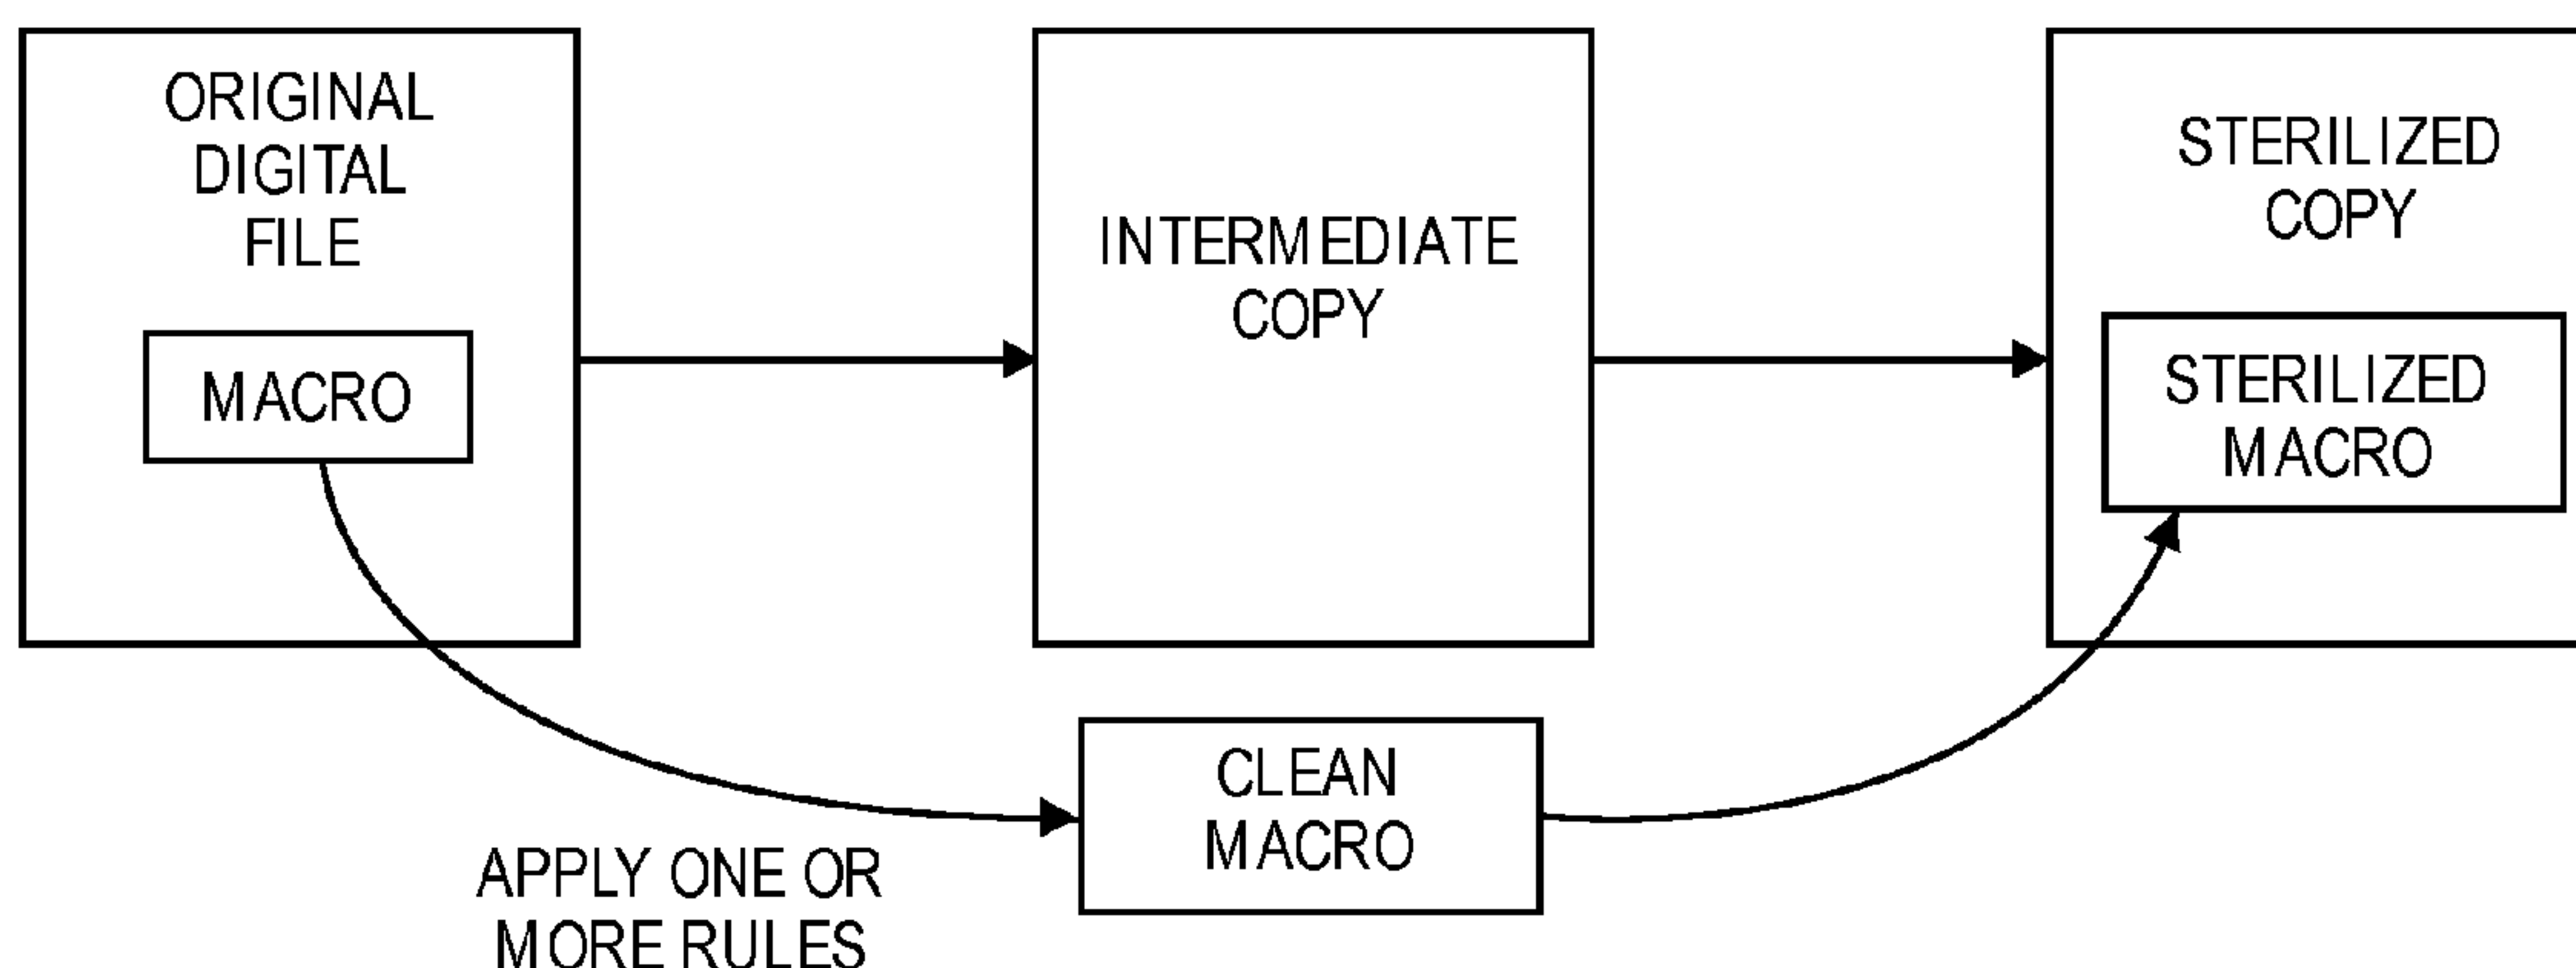 ORIGINAL
DIGITAL
FILE
MACRO
INTERMEDIATE
COPY
STERILIZED
COPY
STERILIZED
MACRO
CLEAN
MACRO
APPLY ONE OR
MORE RULES